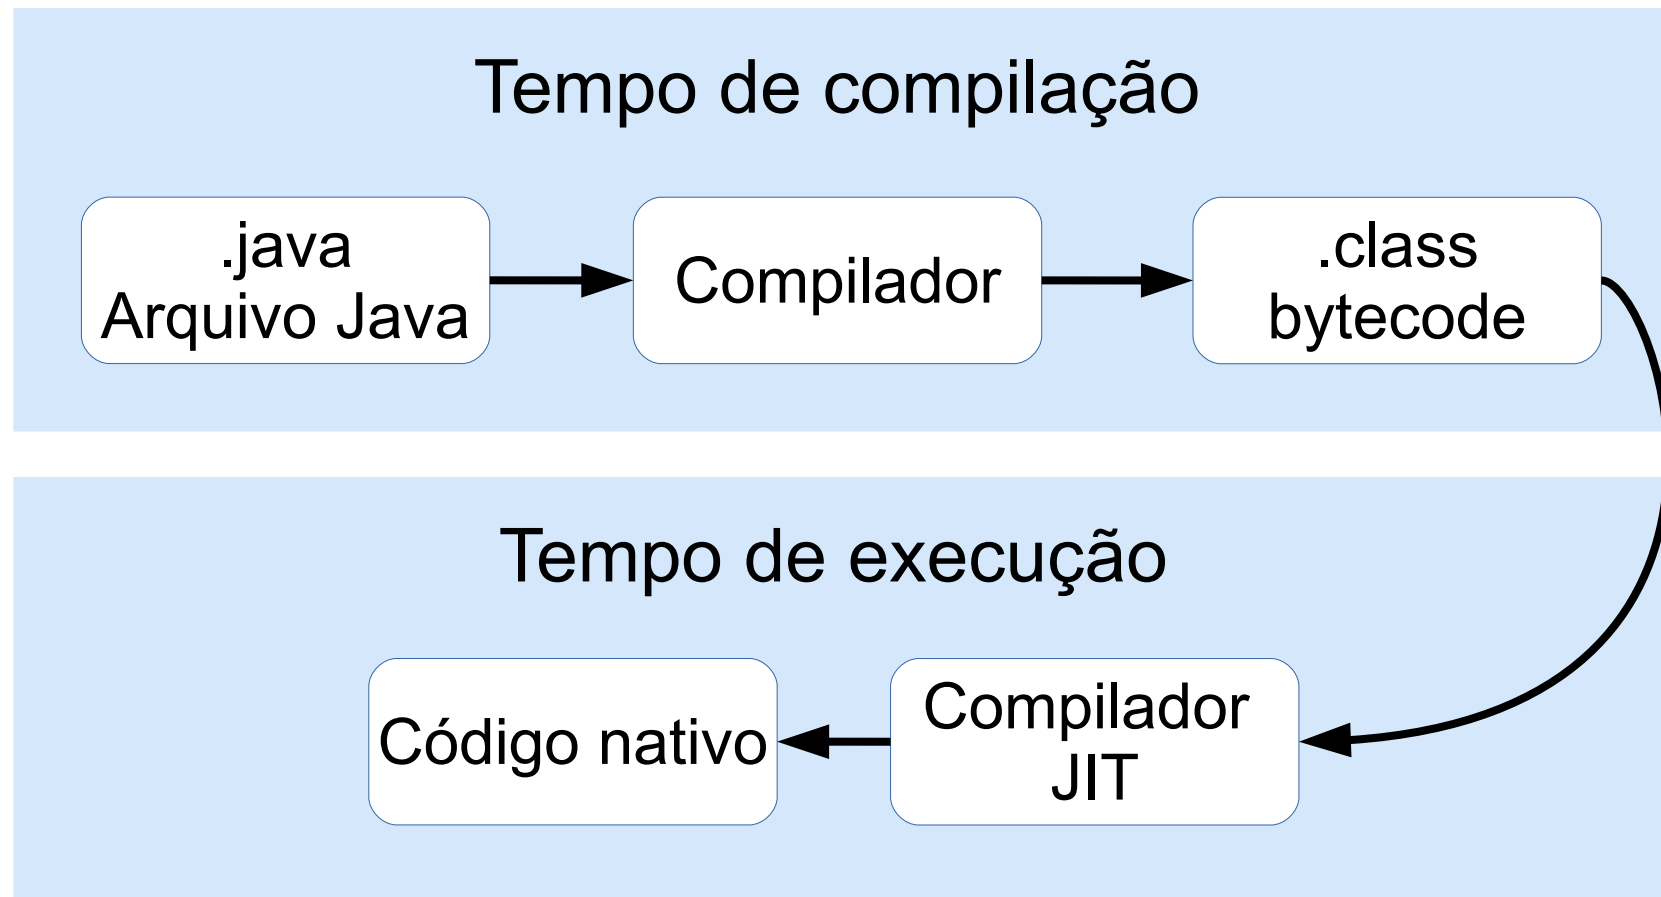 Tempo de compilação
.java
Arquivo Java
Compilador
.class
bytecode
Tempo de execução
Código nativo
Compilador
JIT